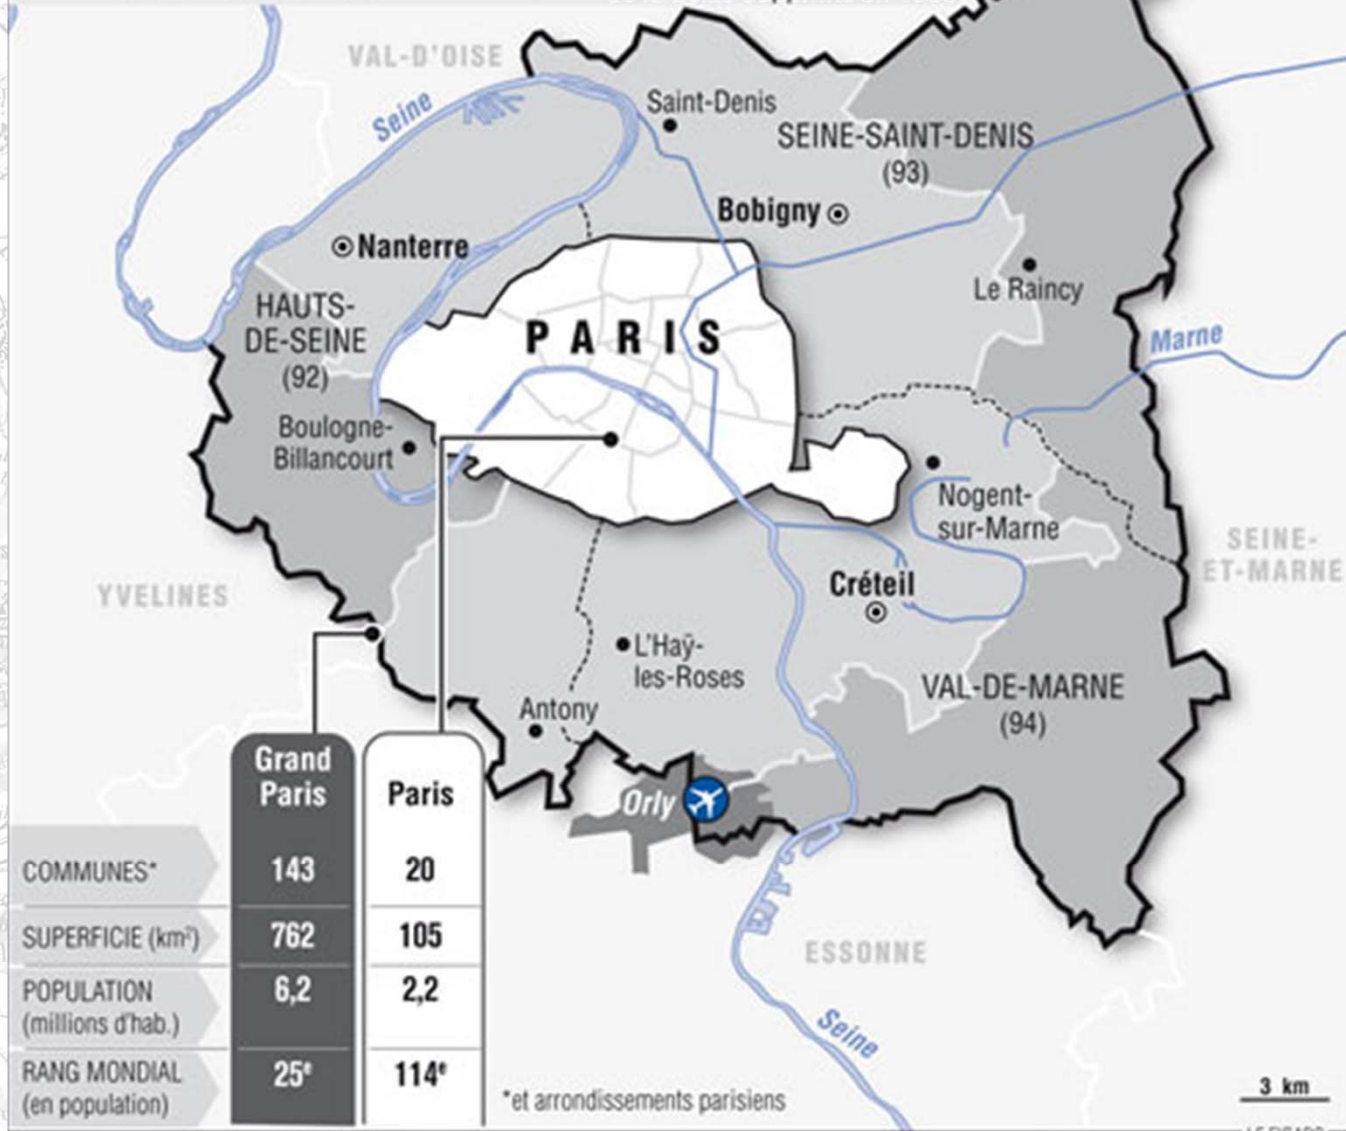 VAL-D'OISE
Seine
Saint-Denis
SEINE-SAINT-DENIS
(93)
Bobigny
Nanterre
Le Raincy
HAUTS-
DE-SEINE
(92)
PARIS
Marne
Boulogne-
Billancourt
Nogent-
sur-Marne
SEINE-
ET-MARNE
YVELINES
Créteil
L'Haÿ-
les-Roses
VAL-DE-MARNE
(94)
Antony
Orly
ESSONNE
Seine
Grand
Paris
Paris
COMMUNES* 143 20
SUPERFICIE (km²) 762 105
POPULATION
(millions d'hab.) 6,2 2,2
RANG MONDIAL
(en population) 25e 114e
*et arrondissements parisiens
3 km